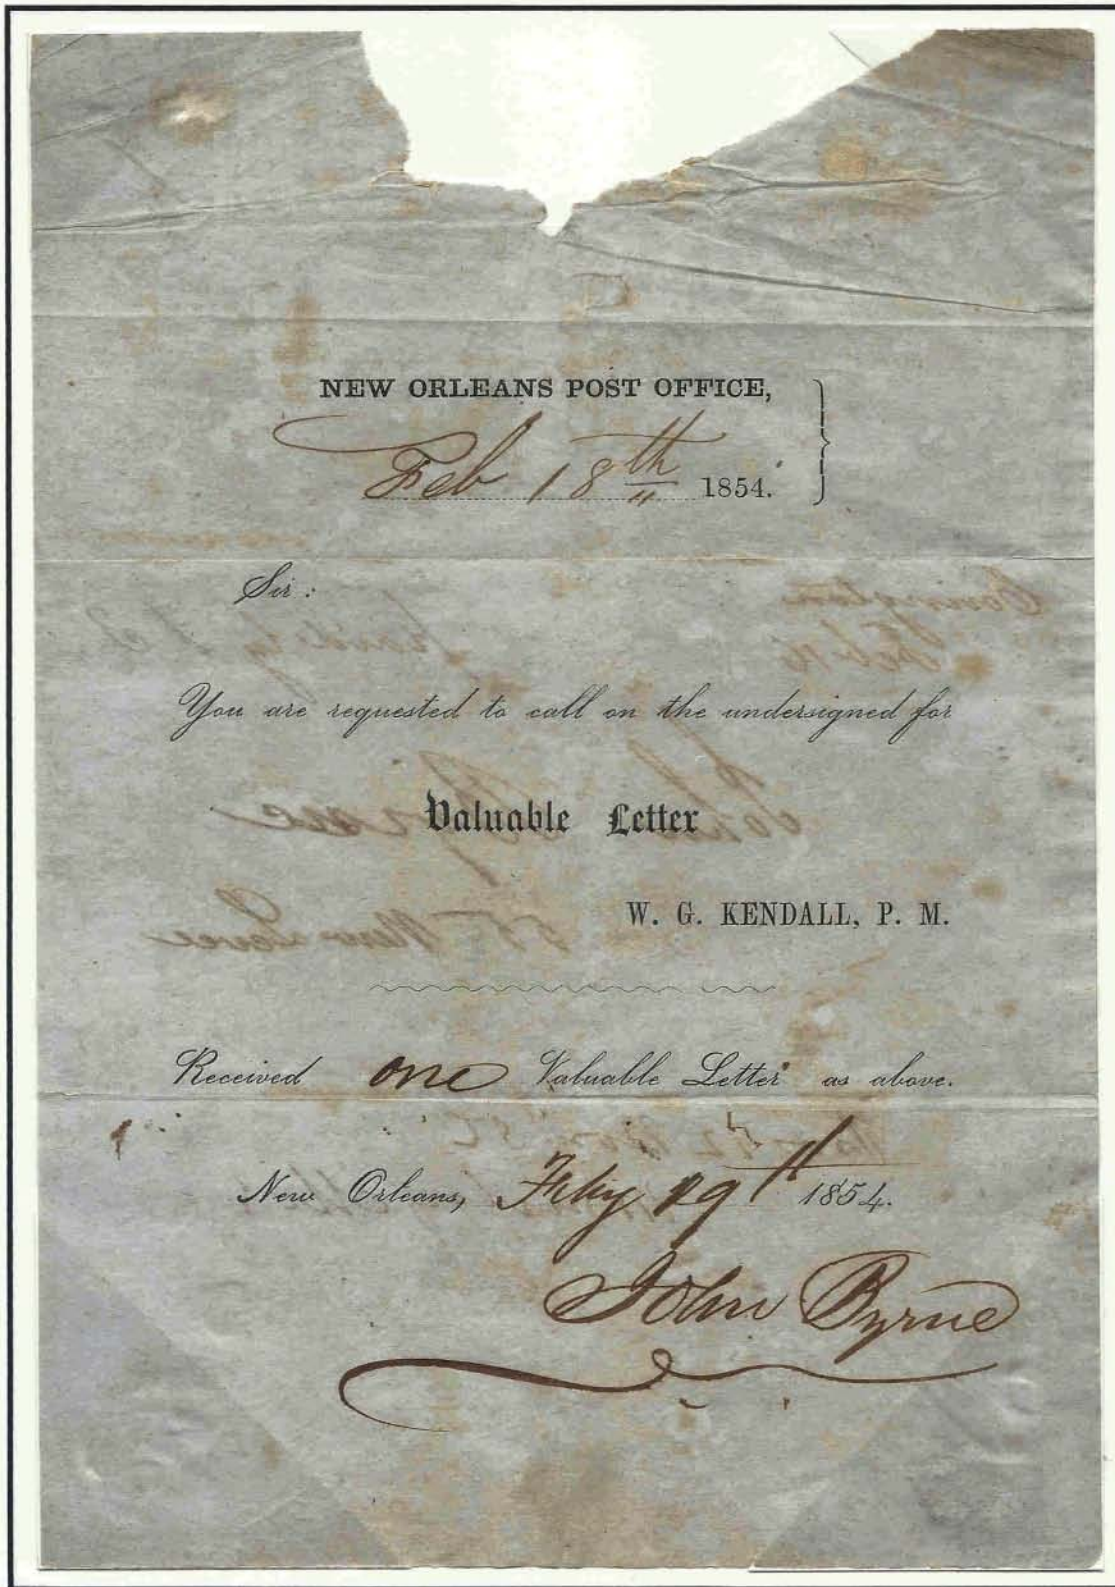 NEW ORLEANS POST OFFICE,
Feb 18th 1854.
Sir:
You are requested to call on the undersigned for
Valuable Letter
W. G. KENDALL, P. M.
Received one Valuable Letter as above.
New Orleans, Feby 19th 1854.
John Byrne